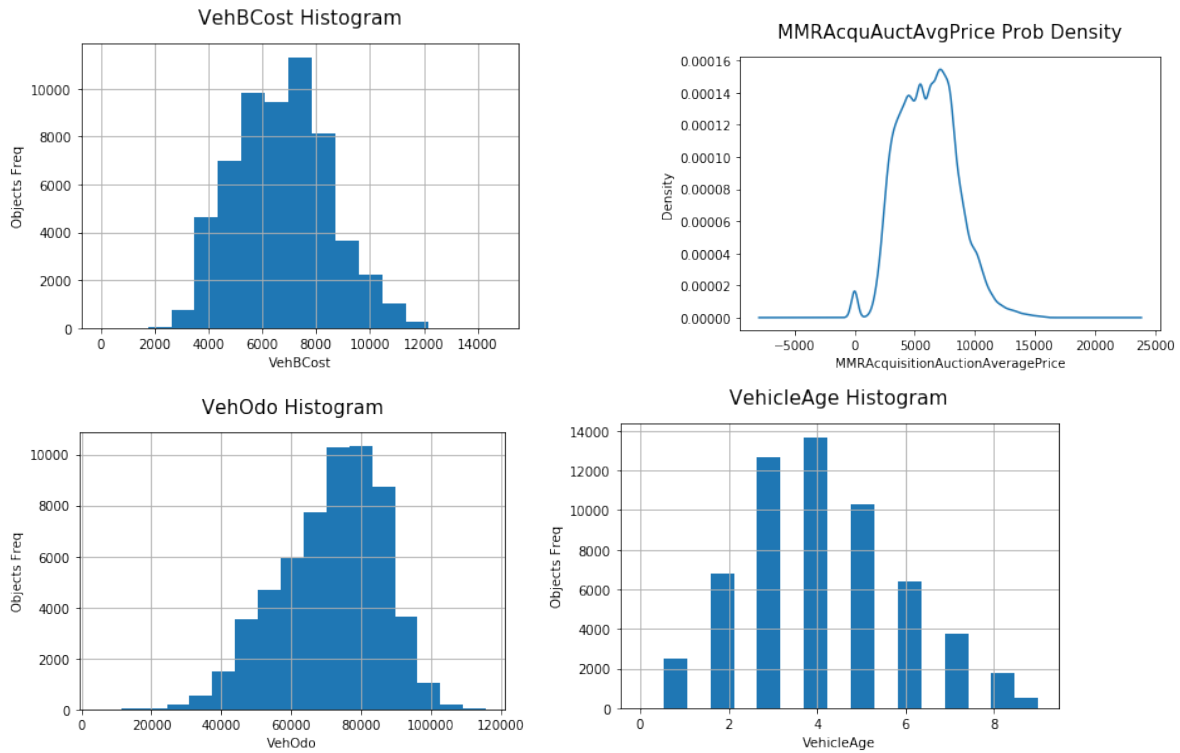 VehBCost Histogram
10000
8000
6000
4000
2000
0
Objects Freq
0 2000 4000 6000 8000 10000 12000 14000
VehBCost
MMRAcquAuctAvgPrice Prob Density
0.00016
0.00014
0.00012
0.00010
0.00008
0.00006
0.00004
0.00002
0.00000
Density
−5000 0 5000 10000 15000 20000 25000
MMRAcquisitionAuctionAveragePrice
VehOdo Histogram
10000
8000
6000
4000
2000
0
Objects Freq
0 20000 40000 60000 80000 100000 120000
VehOdo
VehicleAge Histogram
14000
12000
10000
8000
6000
4000
2000
0
Objects Freq
0 2 4 6 8
VehicleAge